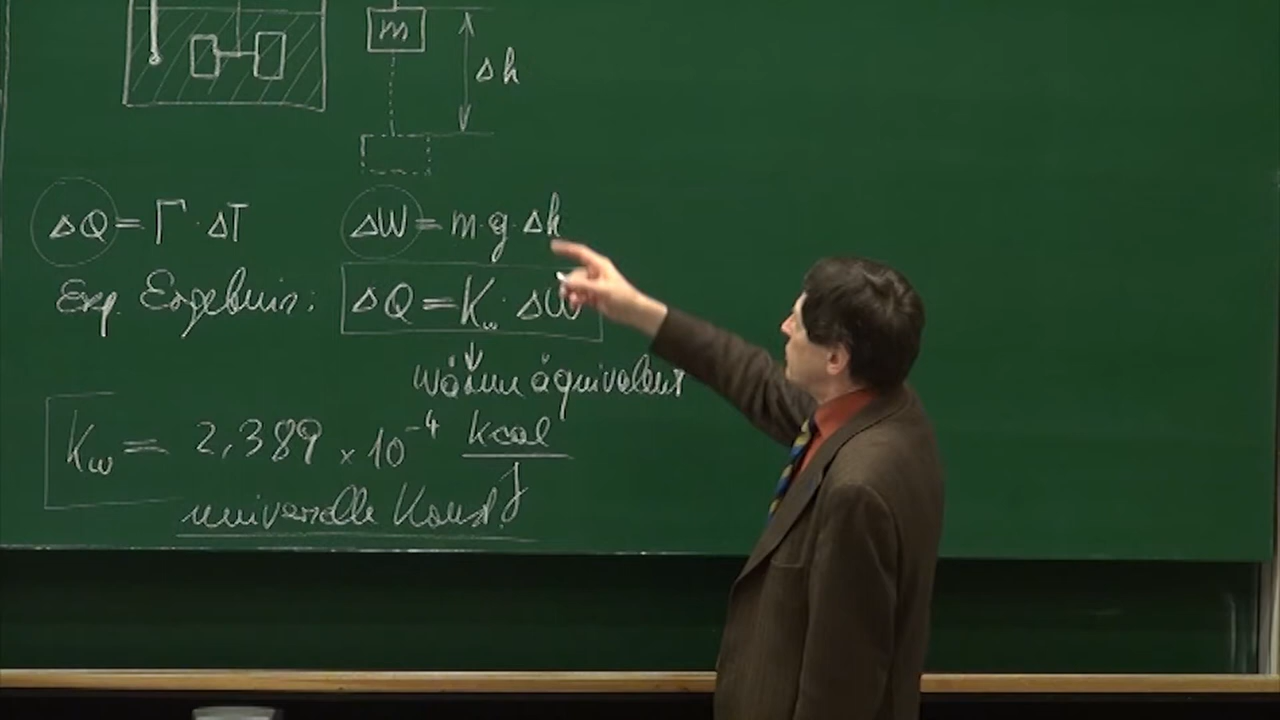 m
Δh
ΔQ = Γ · ΔT
ΔW = m · g · Δh
Exp. Ergebnis:
ΔQ = K_w · ΔW
Wärmeäquivalent
K_w = 2,389 × 10⁻⁴ kcal/J
universelle Konst.!